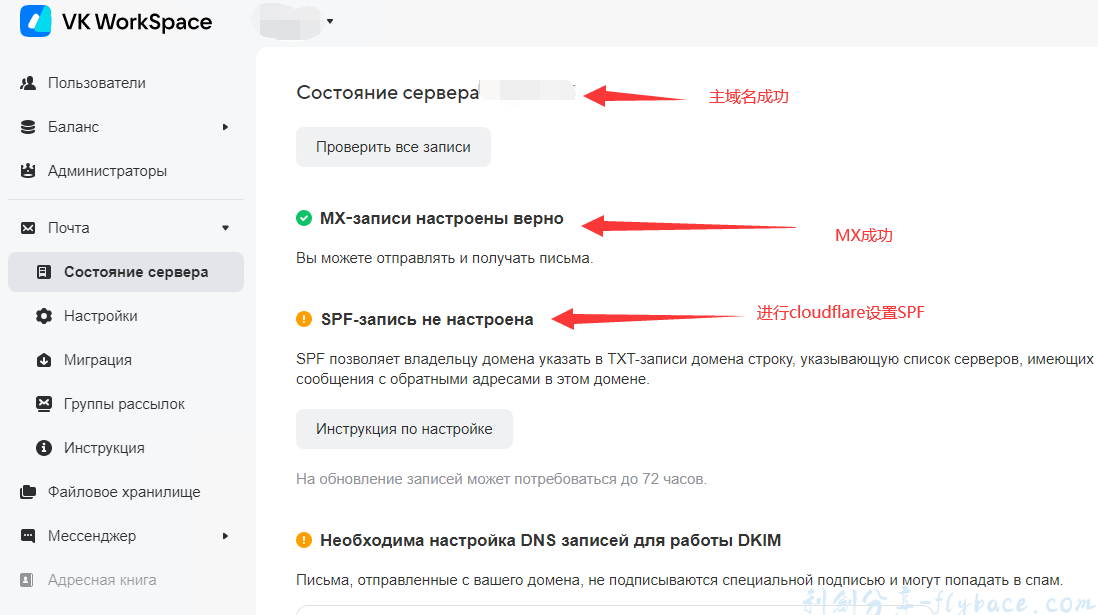 VK WorkSpace
Пользователи
Баланс
Администраторы
Почта
Состояние сервера
Настройки
Миграция
Группы рассылок
Инструкция
Файловое хранилище
Мессенджер
Адресная книга
Состояние сервера
主域名成功
Проверить все записи
MX-записи настроены верно
MX成功
Вы можете отправлять и получать письма.
SPF-запись не настроена
进行cloudflare设置SPF
SPF позволяет владельцу домена указать в TXT-записи домена строку, указывающую список серверов, имеющих
сообщения с обратными адресами в этом домене.
Инструкция по настройке
На обновление записей может потребоваться до 72 часов.
Необходима настройка DNS записей для работы DKIM
Письма, отправленные с вашего домена, не подписываются специальной подписью и могут попадать в спам.
利剑分享-flybace.com